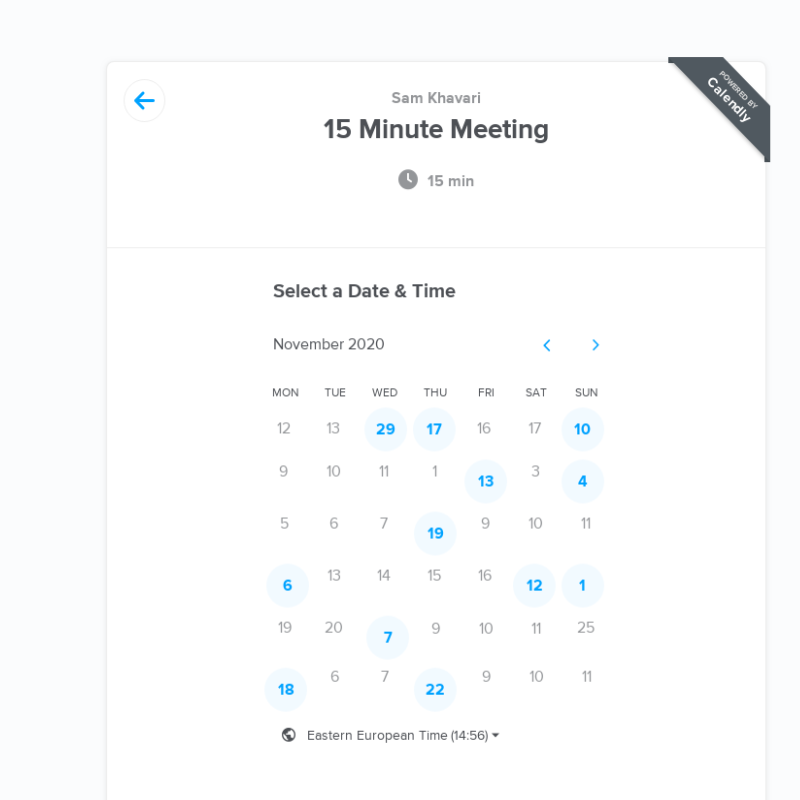 POWERED BY
Calendly
Sam Khavari
15 Minute Meeting
15 min
Select a Date & Time
November 2020
MON TUE WED THU FRI SAT SUN
12 13 29 17 16 17 10
9 10 11 1 13 3 4
5 6 7 19 9 10 11
6 13 14 15 16 12 1
19 20 7 9 10 11 25
18 6 7 22 9 10 11
Eastern European Time (14:56)